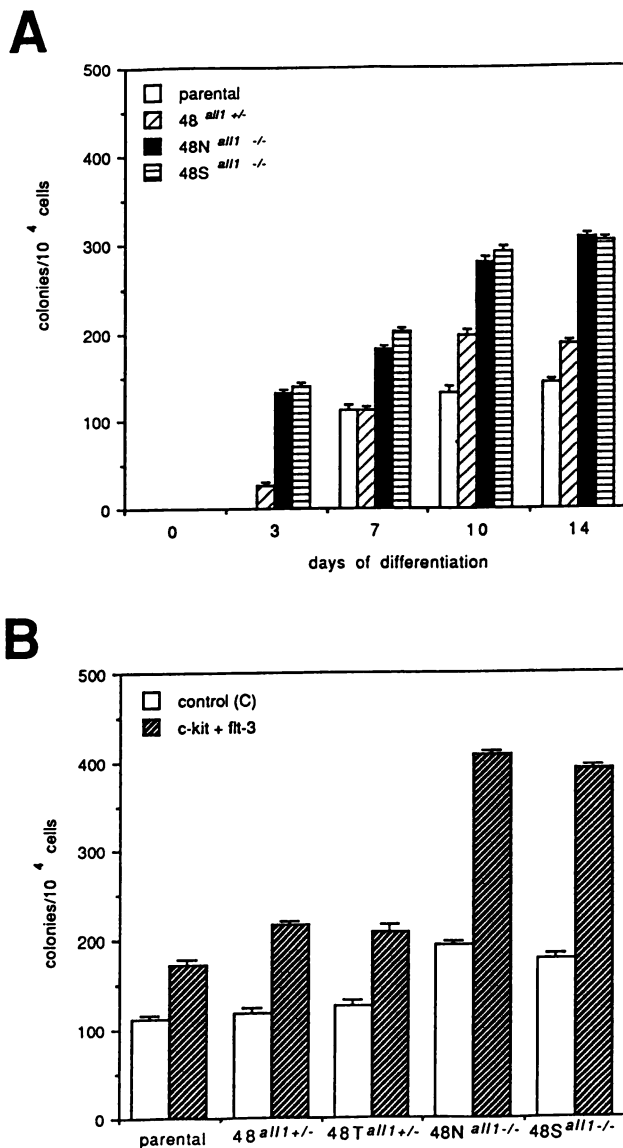 A
500
400
300
200
100
0
colonies/10 4 cells
parental
48 all1 +/-
48N all1 -/-
48S all1 -/-
0 3 7 10 14
days of differentiation
B
500
400
300
200
100
0
colonies/10 4 cells
control (C)
c-kit + flt-3
parental 48 all1+/- 48T all1+/- 48N all1-/- 48S all1-/-